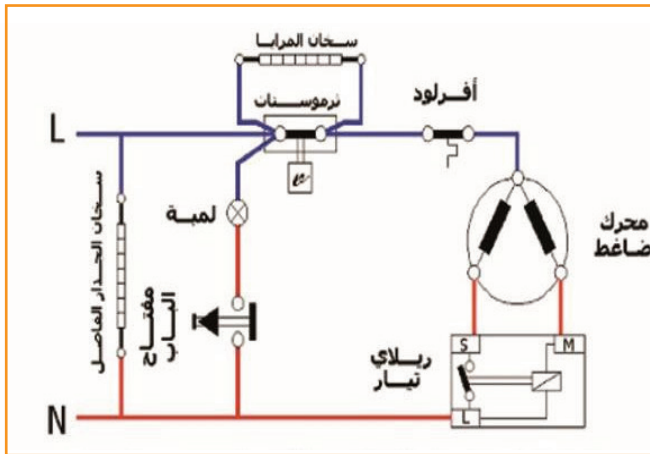 سخان المرايا
ترموستات
أفرلود
L
لمبة
محرك
ضاغط
سخان الجدار الفاصل
مفتاح
الباب
ريلاي
تيار
S
M
L
N